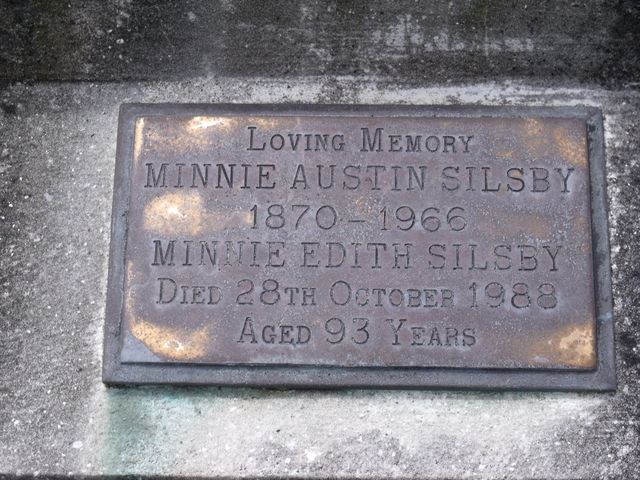 Loving Memory
MINNIE AUSTIN SILSBY
1870 - 1966
MINNIE EDITH SILSBY
Died 28th October 1988
Aged 93 Years